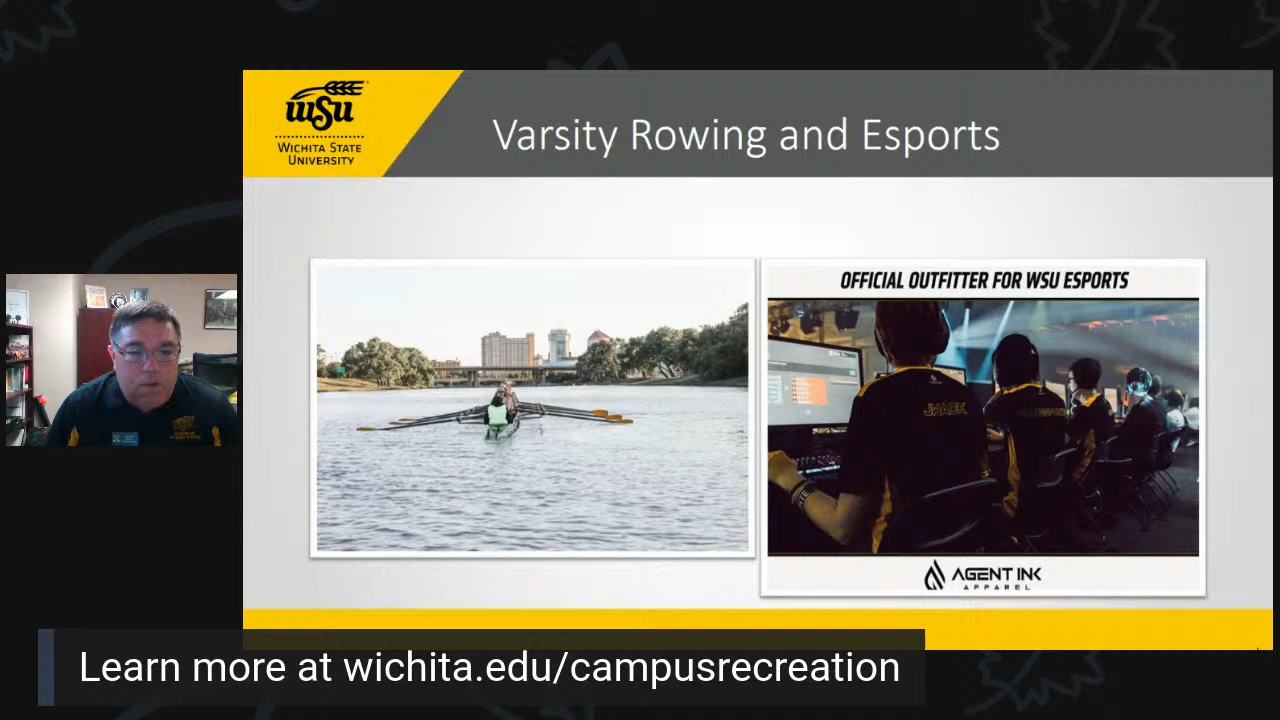 wsu
WICHITA STATE
UNIVERSITY
Varsity Rowing and Esports
OFFICIAL OUTFITTER FOR WSU ESPORTS
JHACK
AGENT INK
APPAREL
Learn more at wichita.edu/campusrecreation